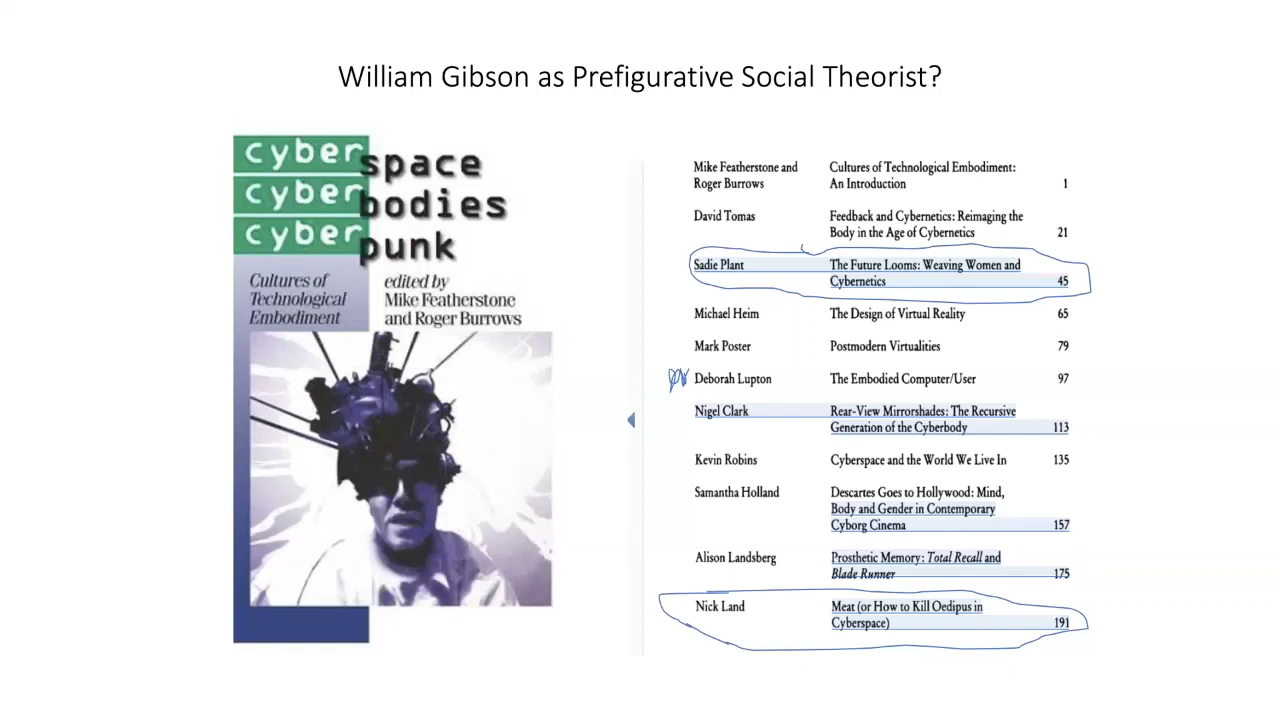 William Gibson as Prefigurative Social Theorist?
cyber space
cyber bodies
cyber punk
Cultures of
Technological
Embodiment
edited by
Mike Featherstone
and Roger Burrows
Mike Featherstone and Cultures of Technological Embodiment:
Roger Burrows An Introduction 1
David Tomas Feedback and Cybernetics: Reimaging the
Body in the Age of Cybernetics 21
Sadie Plant The Future Looms: Weaving Women and
Cybernetics 45
Michael Heim The Design of Virtual Reality 65
Mark Poster Postmodern Virtualities 79
Deborah Lupton The Embodied Computer/User 97
Nigel Clark Rear-View Mirrorshades: The Recursive
Generation of the Cyberbody 113
Kevin Robins Cyberspace and the World We Live In 135
Samantha Holland Descartes Goes to Hollywood: Mind,
Body and Gender in Contemporary
Cyborg Cinema 157
Alison Landsberg Prosthetic Memory: Total Recall and
Blade Runner 175
Nick Land Meat (or How to Kill Oedipus in
Cyberspace) 191